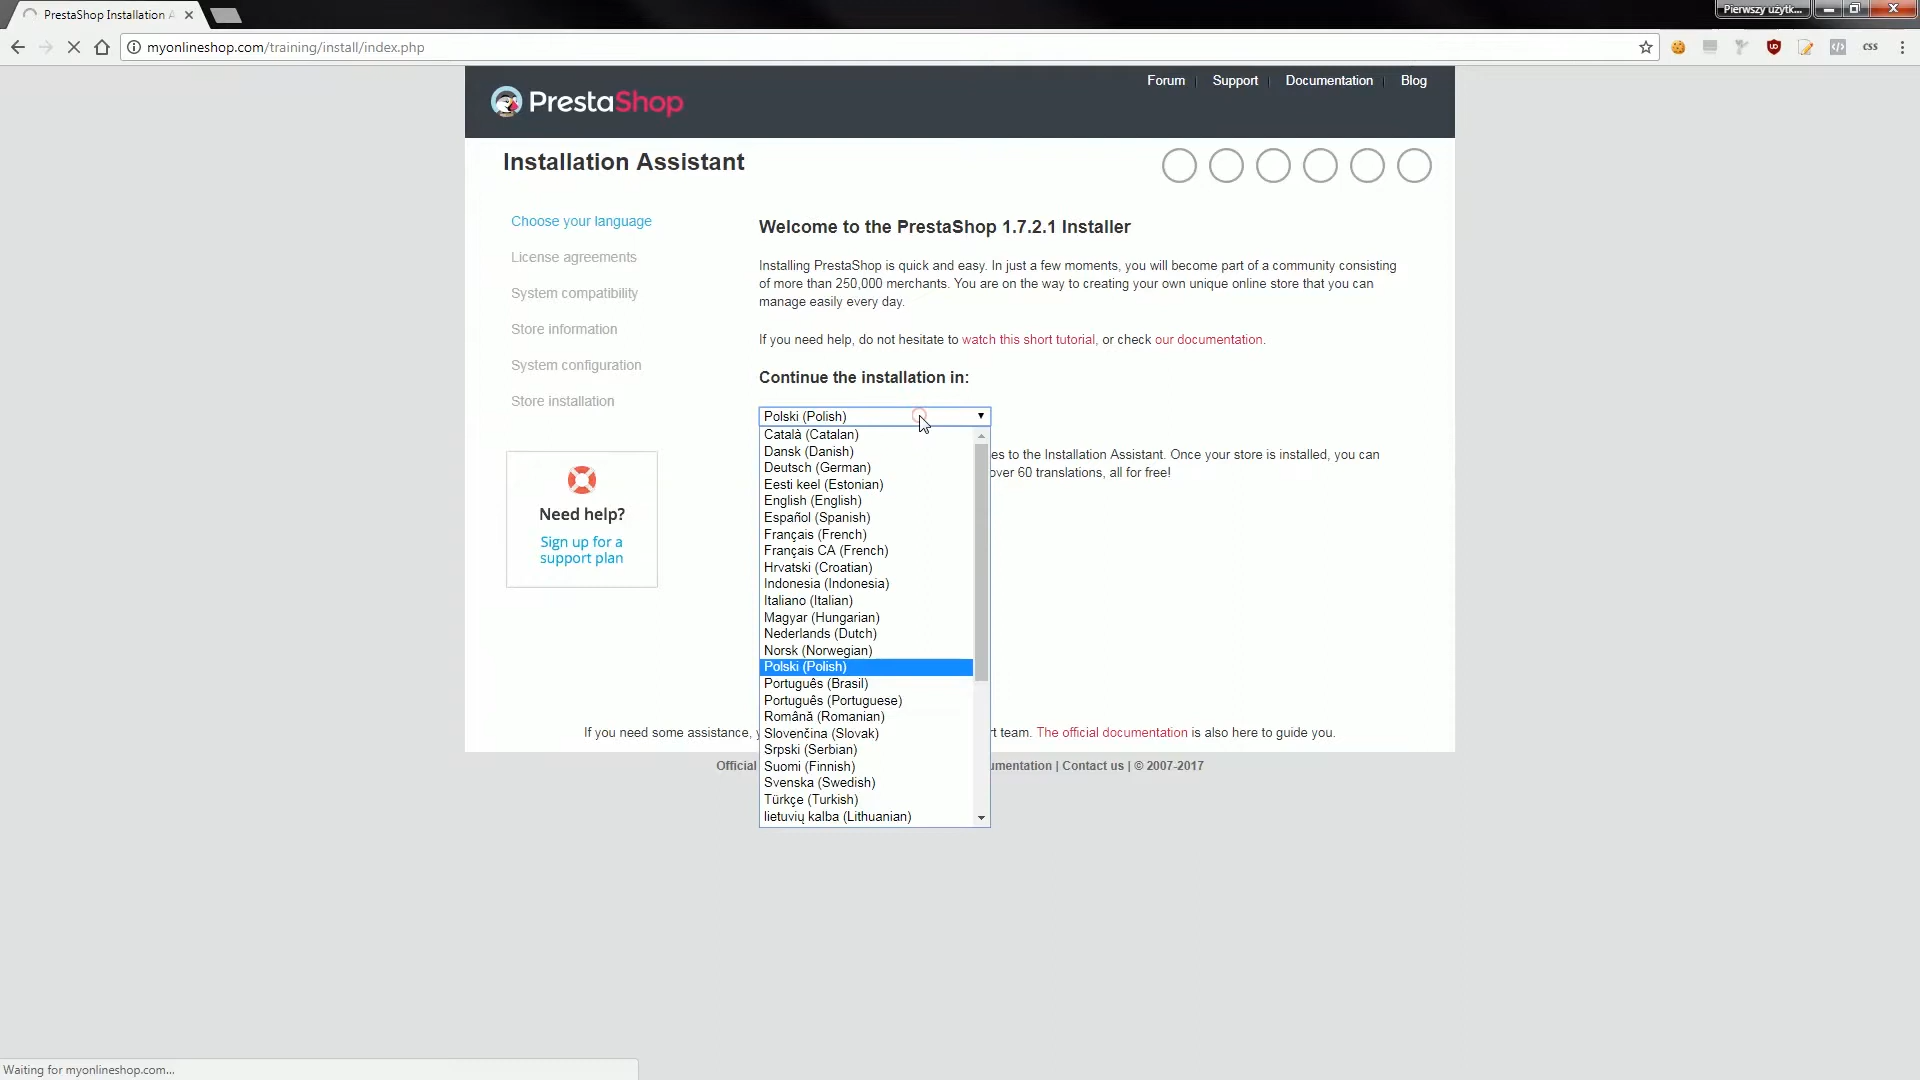 PrestaShop Installation A
Pierwszy użytk...
myonlineshop.com/training/install/index.php
css
PrestaShop
Forum
Support
Documentation
Blog
Installation Assistant
Choose your language
License agreements
System compatibility
Store information
System configuration
Store installation
Need help?
Sign up for a
support plan
Welcome to the PrestaShop 1.7.2.1 Installer
Installing PrestaShop is quick and easy. In just a few moments, you will become part of a community consisting
of more than 250,000 merchants. You are on the way to creating your own unique online store that you can
manage easily every day.
If you need help, do not hesitate to watch this short tutorial, or check our documentation.
Continue the installation in:
Polski (Polish)
Català (Catalan)
Dansk (Danish)
Deutsch (German)
Eesti keel (Estonian)
English (English)
Español (Spanish)
Français (French)
Français CA (French)
Hrvatski (Croatian)
Indonesia (Indonesia)
Italiano (Italian)
Magyar (Hungarian)
Nederlands (Dutch)
Norsk (Norwegian)
Polski (Polish)
Português (Brasil)
Português (Portuguese)
Română (Romanian)
Slovenčina (Slovak)
Srpski (Serbian)
Suomi (Finnish)
Svenska (Swedish)
Türkçe (Turkish)
lietuvių kalba (Lithuanian)
es to the Installation Assistant. Once your store is installed, you can
over 60 translations, all for free!
If you need some assistance, y
rt team. The official documentation is also here to guide you.
Official
umentation | Contact us | © 2007-2017
Waiting for myonlineshop.com...